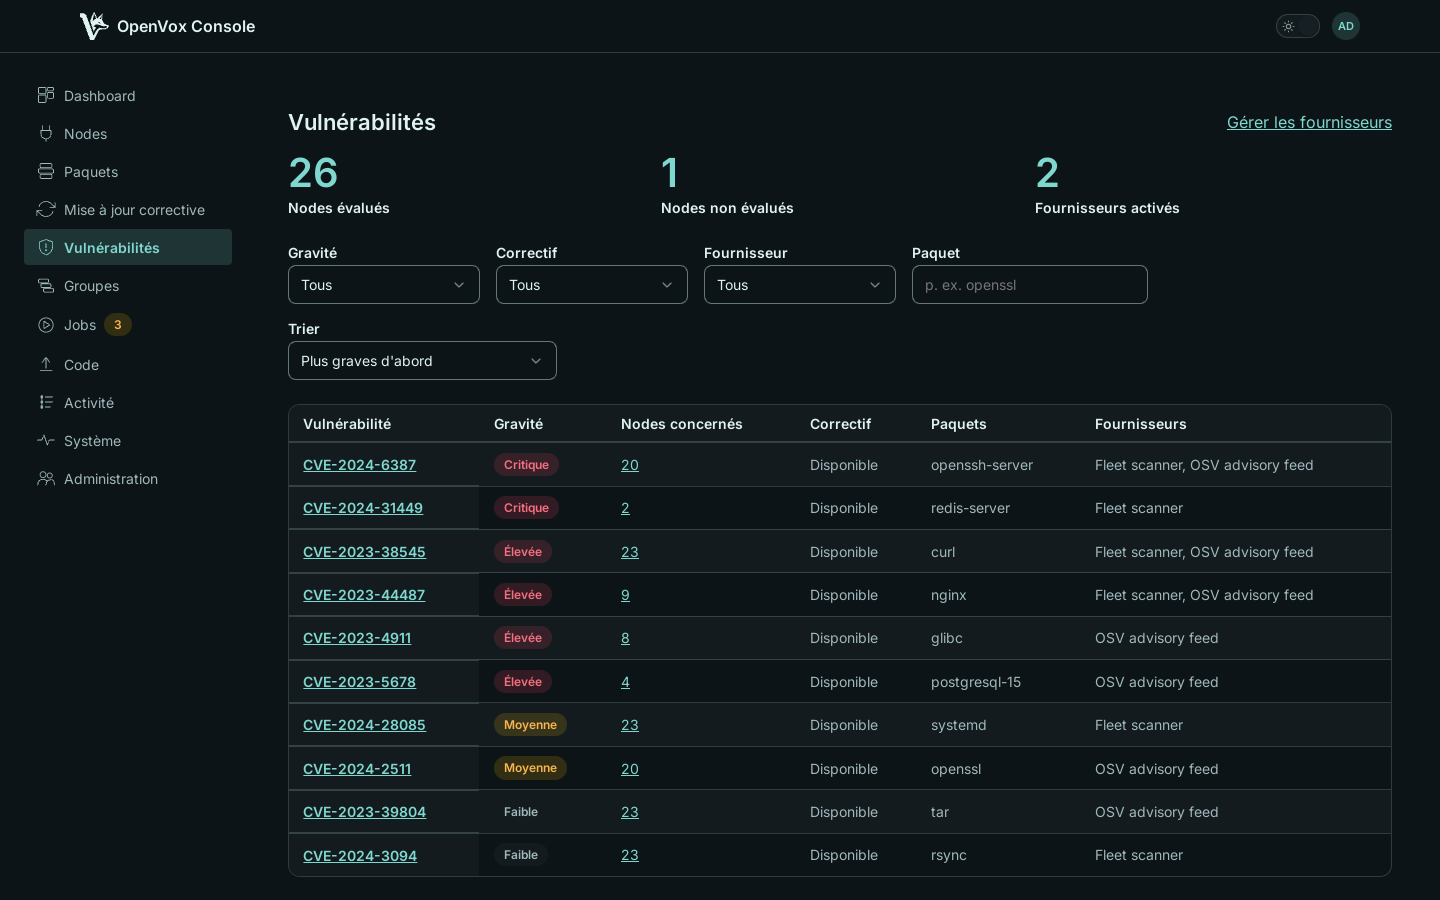 OpenVox Console
AD
Dashboard
Nodes
Paquets
Mise à jour corrective
Vulnérabilités
Groupes
Jobs 3
Code
Activité
Système
Administration
Vulnérabilités
Gérer les fournisseurs
26
Nodes évalués
1
Nodes non évalués
2
Fournisseurs activés
Gravité
Tous
Correctif
Tous
Fournisseur
Tous
Paquet
p. ex. openssl
Trier
Plus graves d'abord
Vulnérabilité Gravité Nodes concernés Correctif Paquets Fournisseurs
CVE-2024-6387 Critique 20 Disponible openssh-server Fleet scanner, OSV advisory feed
CVE-2024-31449 Critique 2 Disponible redis-server Fleet scanner
CVE-2023-38545 Élevée 23 Disponible curl Fleet scanner, OSV advisory feed
CVE-2023-44487 Élevée 9 Disponible nginx Fleet scanner, OSV advisory feed
CVE-2023-4911 Élevée 8 Disponible glibc OSV advisory feed
CVE-2023-5678 Élevée 4 Disponible postgresql-15 OSV advisory feed
CVE-2024-28085 Moyenne 23 Disponible systemd Fleet scanner
CVE-2024-2511 Moyenne 20 Disponible openssl OSV advisory feed
CVE-2023-39804 Faible 23 Disponible tar OSV advisory feed
CVE-2024-3094 Faible 23 Disponible rsync Fleet scanner